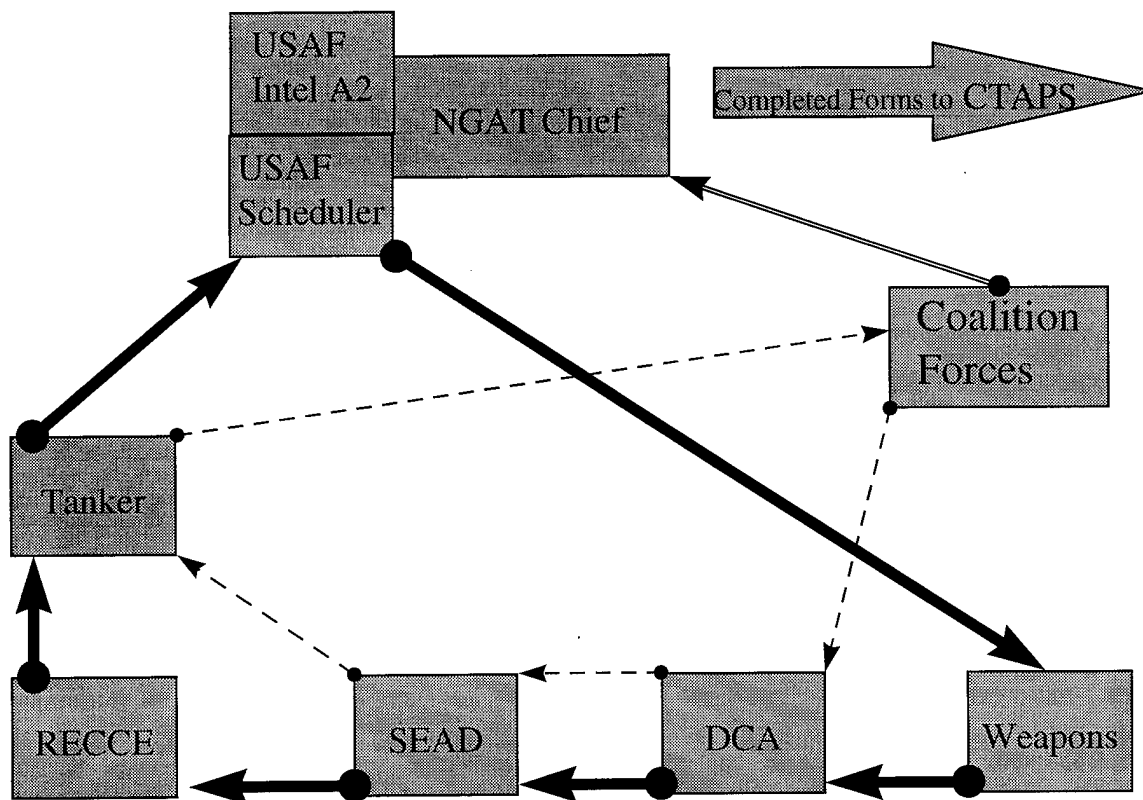 USAF
Intel A2
NGAT Chief
Completed Forms to CTAPS
USAF
Scheduler
Coalition
Forces
Tanker
RECCE
SEAD
DCA
Weapons